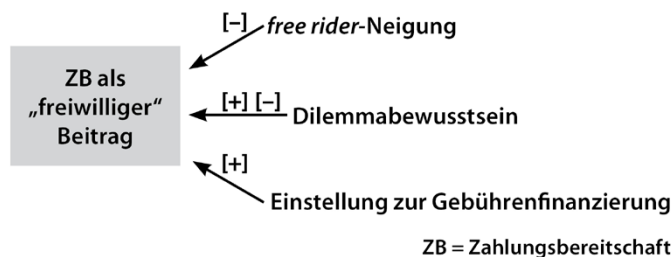 [–]
free rider-Neigung
ZB als
„freiwilliger“
Beitrag
[+] [–]
Dilemmabewusstsein
[+]
Einstellung zur Gebührenfinanzierung
ZB = Zahlungsbereitschaft